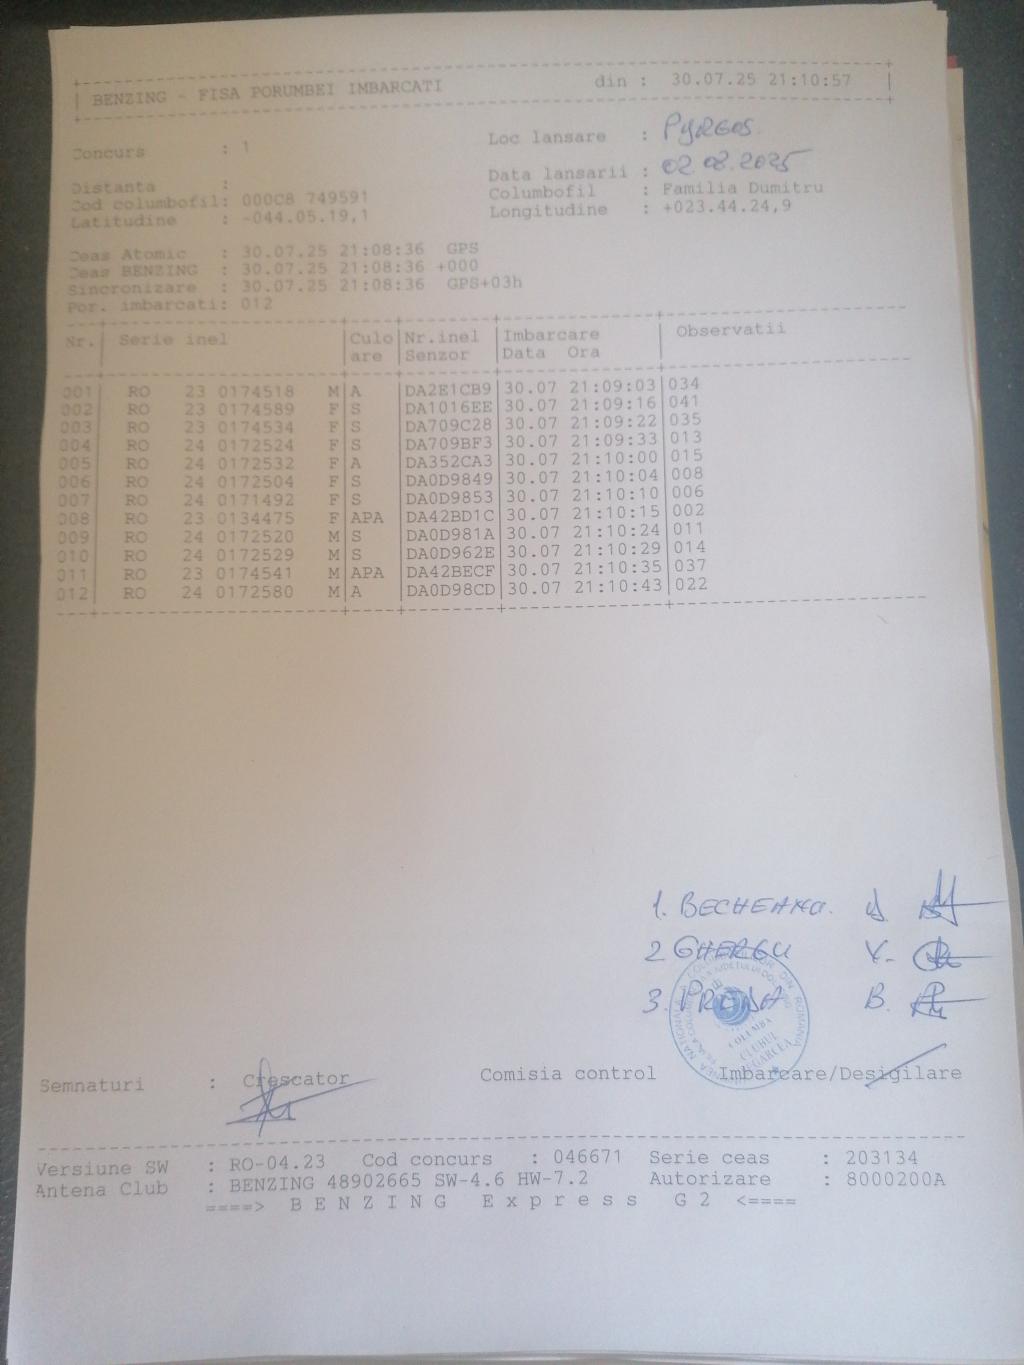 BENZING - FISA PORUMBEI IMBARCATI din : 30.07.25 21:10:57
Concurs : 1 Loc lansare : Pyrgos
Distanta : Data lansarii : 02.08.2025
Cod columbofil: 000C8 749591 Columbofil : Familia Dumitru
Latitudine : -044.05.19,1 Longitudine : +023.44.24,9
Ceas Atomic : 30.07.25 21:08:36 GPS
Ceas BENZING : 30.07.25 21:08:36 +000
Sincronizare : 30.07.25 21:08:36 GPS+03h
Por. imbarcati: 012
Nr. Serie inel Culo Nr.inel Imbarcare Observatii
are Senzor Data Ora
001 RO 23 0174518 M A DA2E1CB9 30.07 21:09:03 034
002 RO 23 0174589 F S DA1016EE 30.07 21:09:16 041
003 RO 23 0174534 F S DA709C28 30.07 21:09:22 035
004 RO 24 0172524 F S DA709BF3 30.07 21:09:33 013
005 RO 24 0172532 F A DA352CA3 30.07 21:10:00 015
006 RO 24 0172504 F S DA0D9849 30.07 21:10:04 008
007 RO 24 0171492 F S DA0D9853 30.07 21:10:10 006
008 RO 23 0134475 F APA DA42BD1C 30.07 21:10:15 002
009 RO 24 0172520 M S DA0D981A 30.07 21:10:24 011
010 RO 24 0172529 M S DA0D962E 30.07 21:10:29 014
011 RO 23 0174541 M APA DA42BECF 30.07 21:10:35 037
012 RO 24 0172580 M A DA0D98CD 30.07 21:10:43 022
1. BECHEANU.
2 GHERGU V.
3. PRUNA B.
COLUMBA
CLUBUL
SEGARCEA
Semnaturi : Crescator Comisia control Imbarcare/Desigilare
Versiune SW : RO-04.23 Cod concurs : 046671 Serie ceas : 203134
Antena Club : BENZING 48902665 SW-4.6 HW-7.2 Autorizare : 8000200A
====> B E N Z I N G E x p r e s s G 2 <====